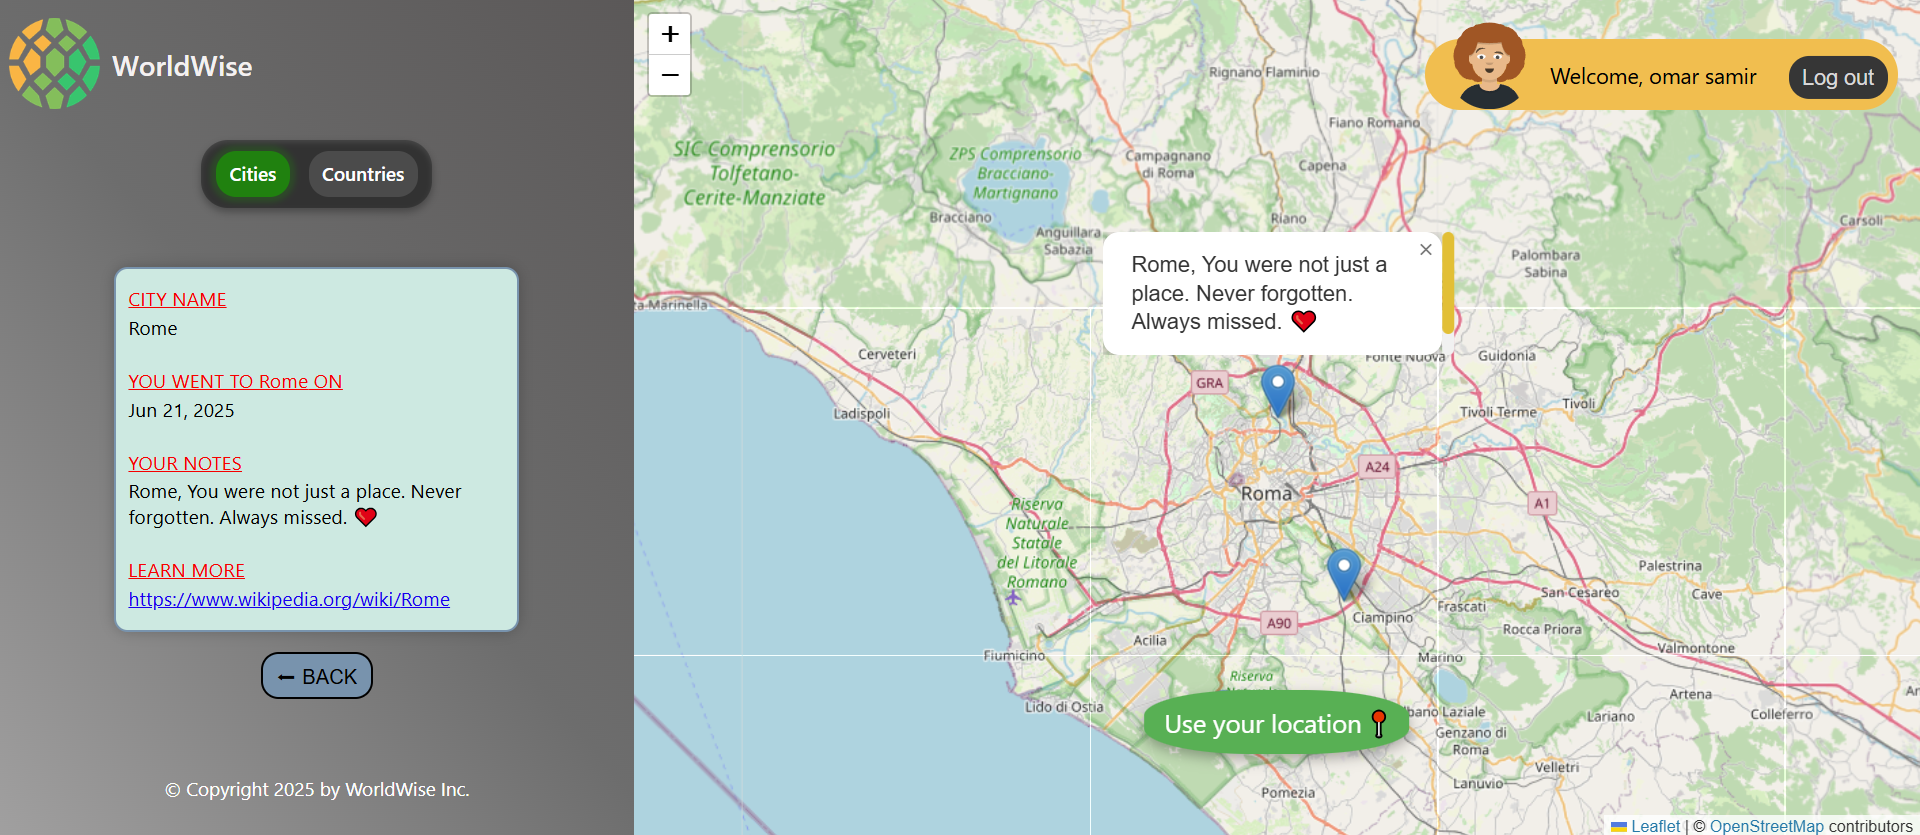 WorldWise
Cities
Countries
CITY NAME
Rome
YOU WENT TO Rome ON
Jun 21, 2025
YOUR NOTES
Rome, You were not just a place. Never
forgotten. Always missed. ❤️
LEARN MORE
https://www.wikipedia.org/wiki/Rome
← BACK
© Copyright 2025 by WorldWise Inc.
+
−
Welcome, omar samir
Log out
Rignano Flaminio
Fiano Romano
SIC Comprensorio
Tolfetano-
Cerite-Manziate
ZPS Comprensorio
Bracciano-
Martignano
Campagnano
di Roma
Capena
Bracciano
Riano
Carsoli
Anguillara
Sabazia
Palombara
Sabina
×
Rome, You were not just a
place. Never forgotten.
Always missed. ❤️
ta-Marinella
Cerveteri
Fonte Nuova
Guidonia
GRA
Ladispoli
Tivoli Terme
Tivoli
A24
Roma
A1
Riserva
Naturale
Statale
del Litorale
Romano
Palestrina
San Cesareo
Cave
Frascati
Ciampino
A90
Rocca Priora
Acilia
Fiumicino
Marino
Valmontone
Riserva
Lido di Ostia
Artena
Use your location
bano Laziale
Lariano
Colleferro
Genzano di
Roma
Velletri
Lanuvio
Pomezia
Leaflet | © OpenStreetMap contributors